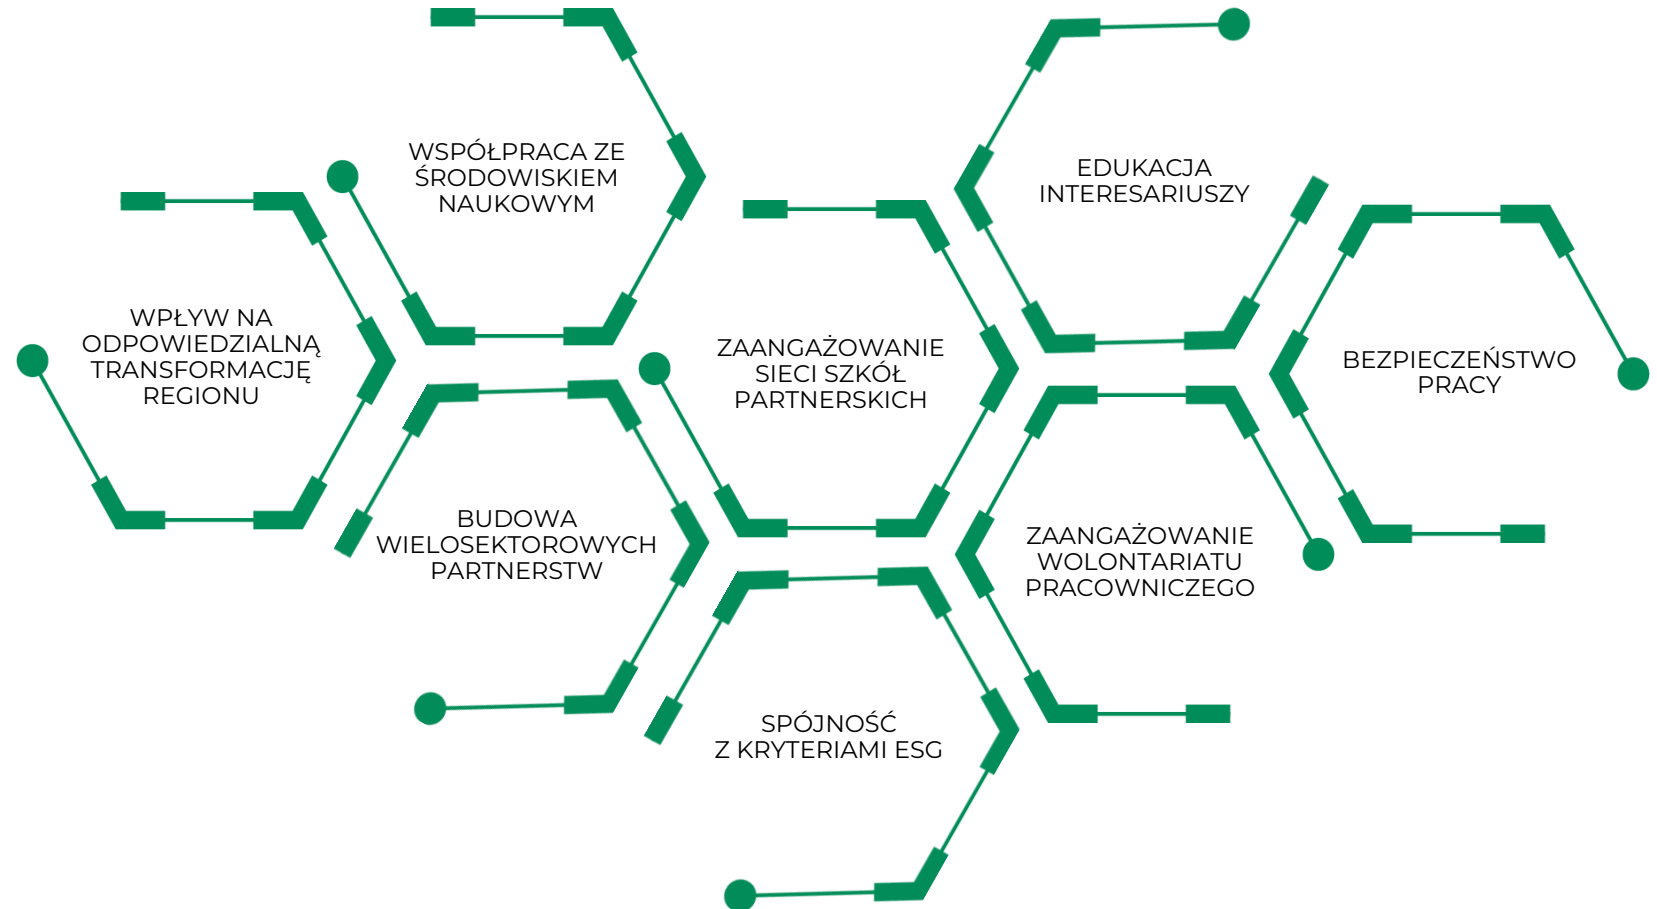 WSPÓŁPRACA ZE
ŚRODOWISKIEM
NAUKOWYM
EDUKACJA
INTERESARIUSZY
WPŁYW NA
ODPOWIEDZIALNĄ
TRANSFORMACJĘ
REGIONU
ZAANGAŻOWANIE
SIECI SZKÓŁ
PARTNERSKICH
BEZPIECZEŃSTWO
PRACY
BUDOWA
WIELOSEKTOROWYCH
PARTNERSTW
ZAANGAŻOWANIE
WOLONTARIATU
PRACOWNICZEGO
SPÓJNOŚĆ
Z KRYTERIAMI ESG